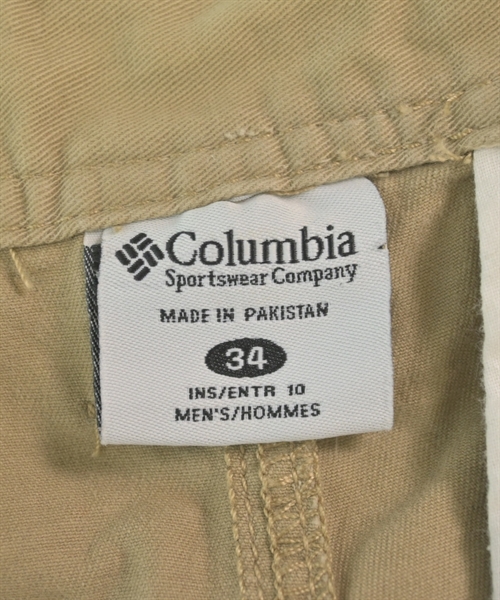 Columbia
Sportswear Company
MADE IN PAKISTAN
34
INS/ENTR 10
MEN'S/HOMMES